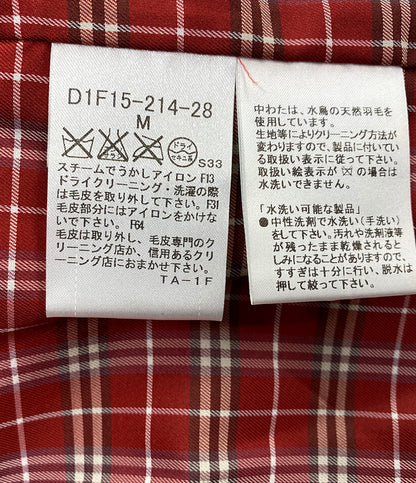 D1F15-214-28
M
ドライ
セキユ系
S33
スチームでうかしアイロン F13
ドライクリーニング・洗濯の際
は毛皮を取り外して下さい。F31
毛皮部分にはアイロンをかけな
いで下さい。F64
毛皮は取り外し、毛皮専門のク
リーニング店か、信用あるクリ
ーニング店におまかせ下さい。
TA-1F
中わたは、水鳥の天然羽毛を
使用しています。
生地等によりクリーニング方法が
変わりますので、製品に付いてい
る取扱い表示に従って下さい。
取扱い絵表示がの場合は
水洗いできません。
「水洗い可能な製品」
●中性洗剤で水洗い(手洗い)
をして下さい。汚れや洗剤液等
が残ったまま乾燥されると
しみになることがありますので、
すすぎは十分に行い、脱水は
押して絞って下さい。